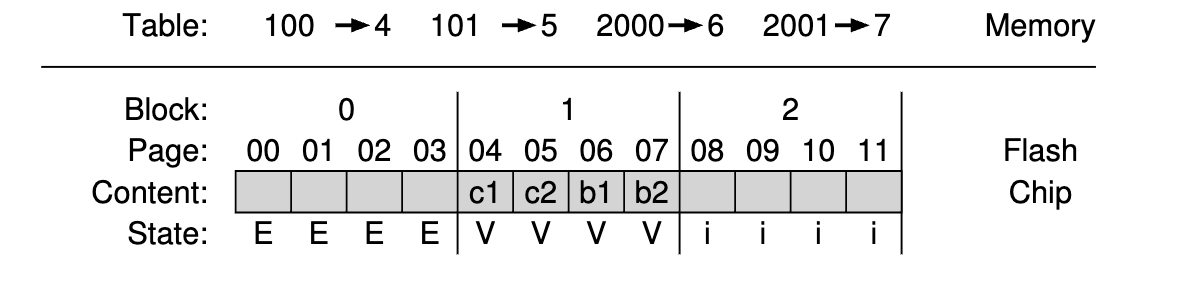 Table: 100 → 4 101 → 5 2000 → 6 2001 → 7 Memory
Block: 0 1 2
Page: 00 01 02 03 04 05 06 07 08 09 10 11 Flash
Content: c1 c2 b1 b2 Chip
State: E E E E V V V V i i i i